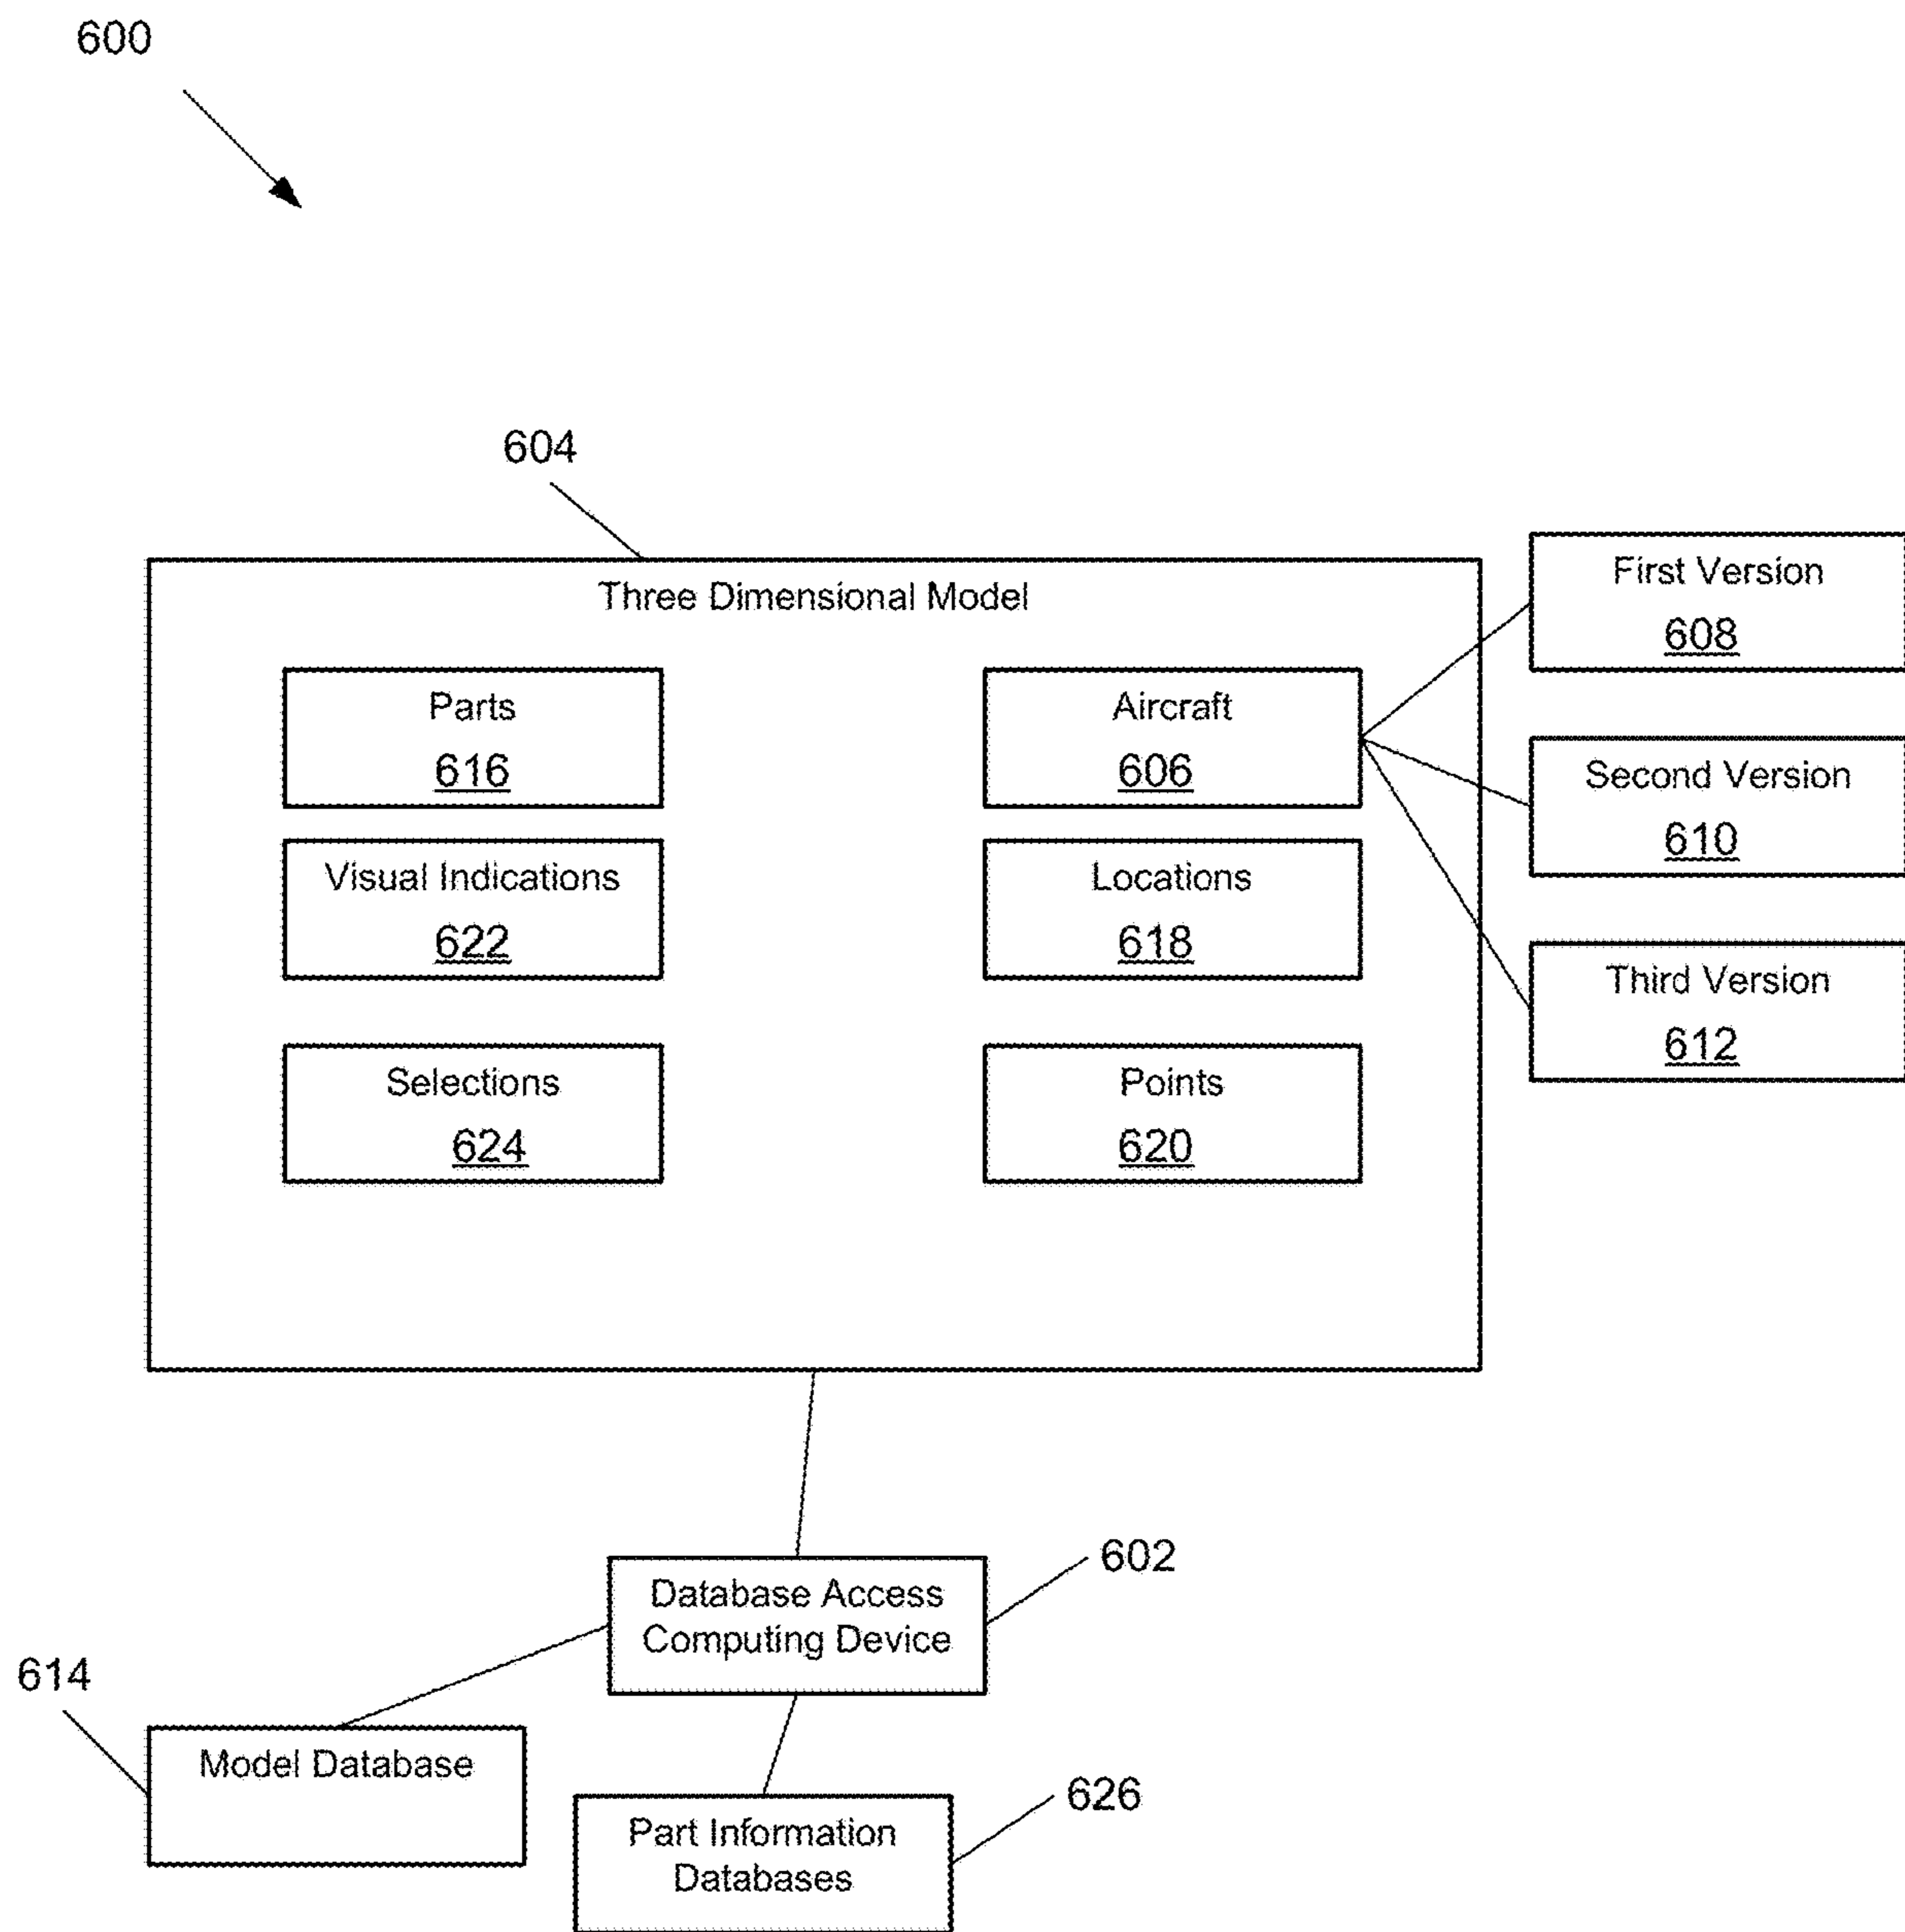 600
604
Three Dimensional Model
First Version
608
Parts
616
Aircraft
606
Second Version
610
Visual Indications
622
Locations
618
Third Version
612
Selections
624
Points
620
602
Database Access
Computing Device
614
Model Database
626
Part Information
Databases